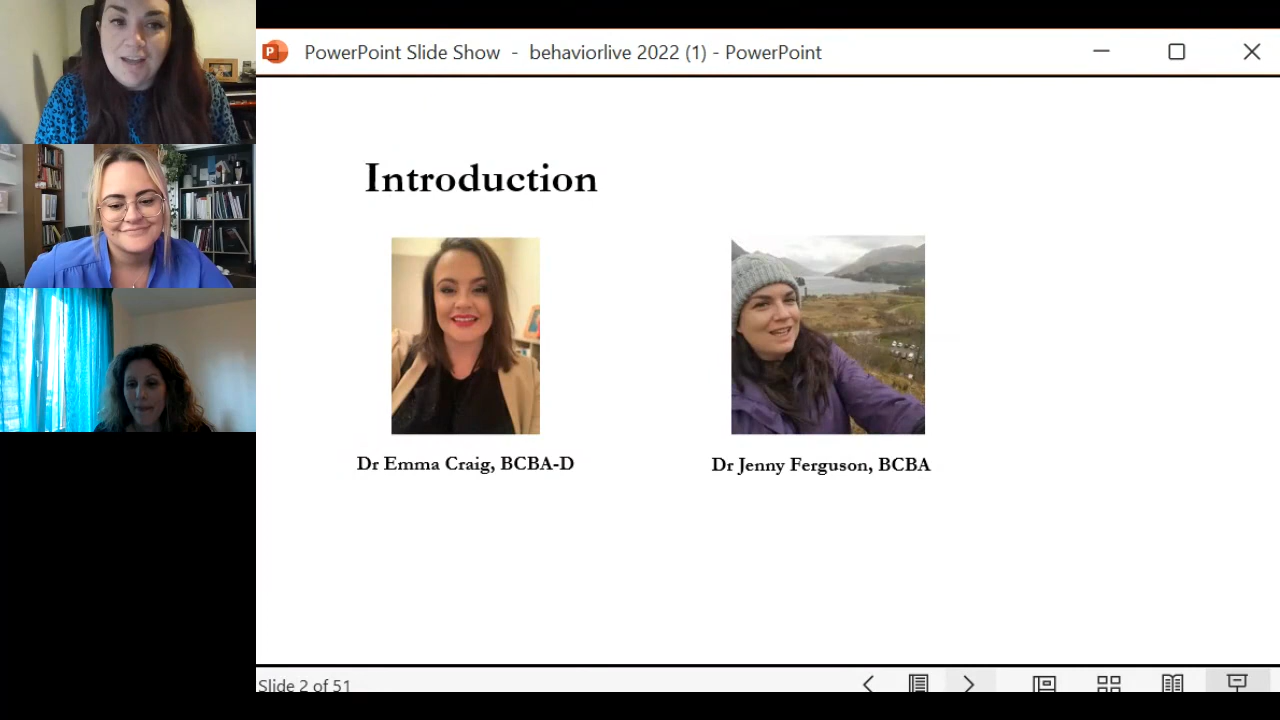 PowerPoint Slide Show - behaviorlive 2022 (1) - PowerPoint
Introduction
Dr Emma Craig, BCBA-D
Dr Jenny Ferguson, BCBA
Slide 2 of 51